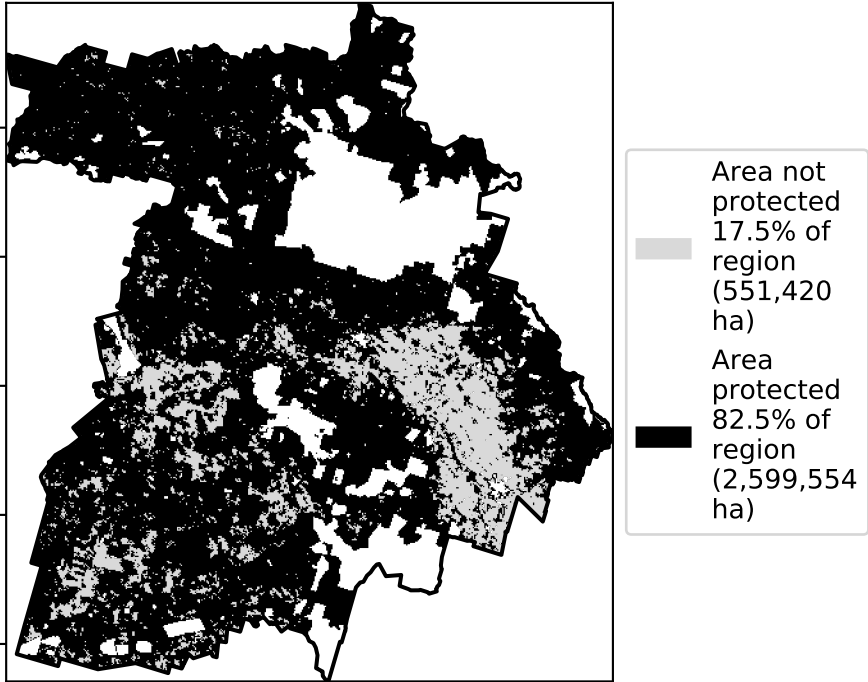 Area not
protected
17.5% of
region
(551,420
ha)
Area
protected
82.5% of
region
(2,599,554
ha)